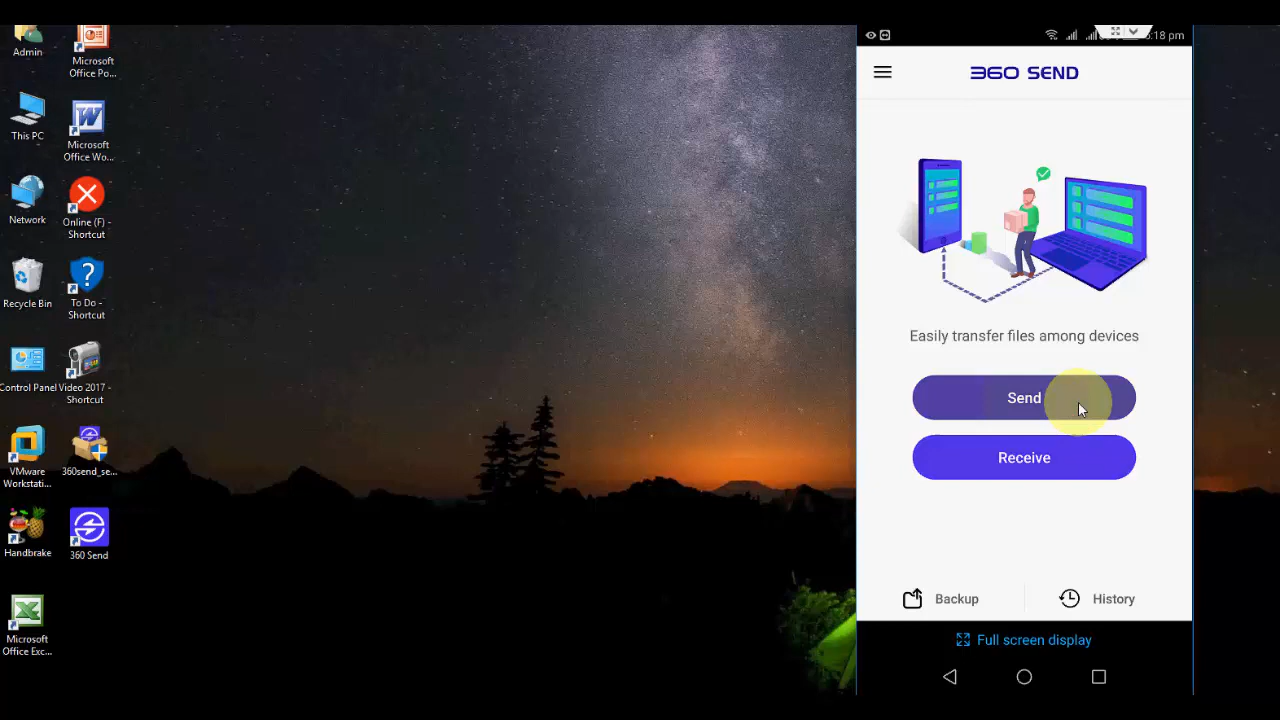 Admin
Microsoft
Office Po...
This PC
Microsoft
Office Wo...
Network
Online (F) -
Shortcut
Recycle Bin
To Do -
Shortcut
Control Panel
Video 2017 -
Shortcut
VMware
Workstati...
360send_se...
Handbrake
360 Send
Microsoft
Office Exc...
:18 pm
360 SEND
Easily transfer files among devices
Send
Receive
Backup
History
Full screen display